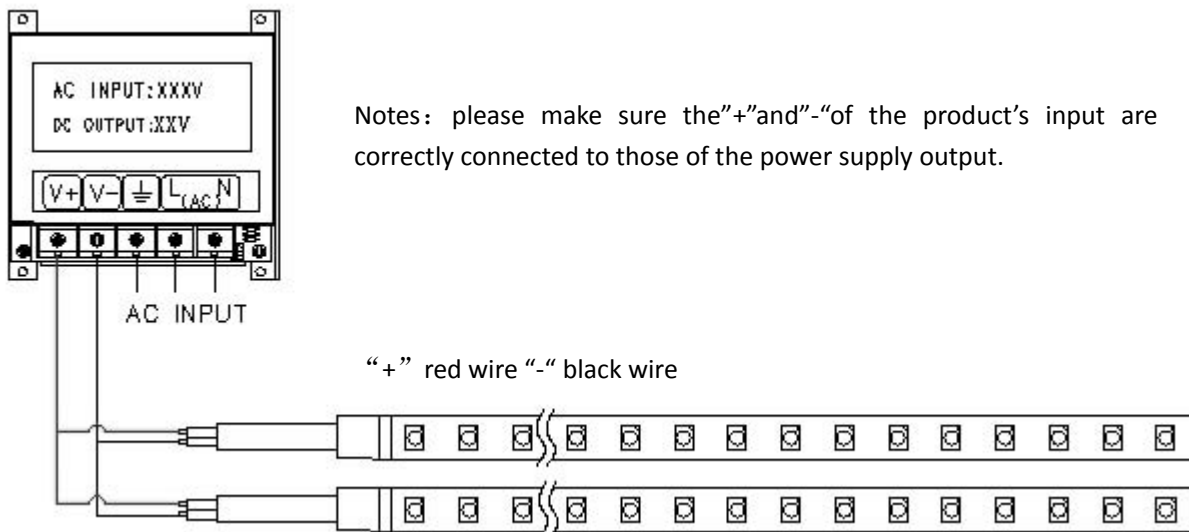 AC INPUT:XXXV
DC OUTPUT:XXV
V+ V- L(AC)N
AC INPUT
Notes：please make sure the”+”and”-“of the product’s input are
correctly connected to those of the power supply output.
“+” red wire “-“ black wire